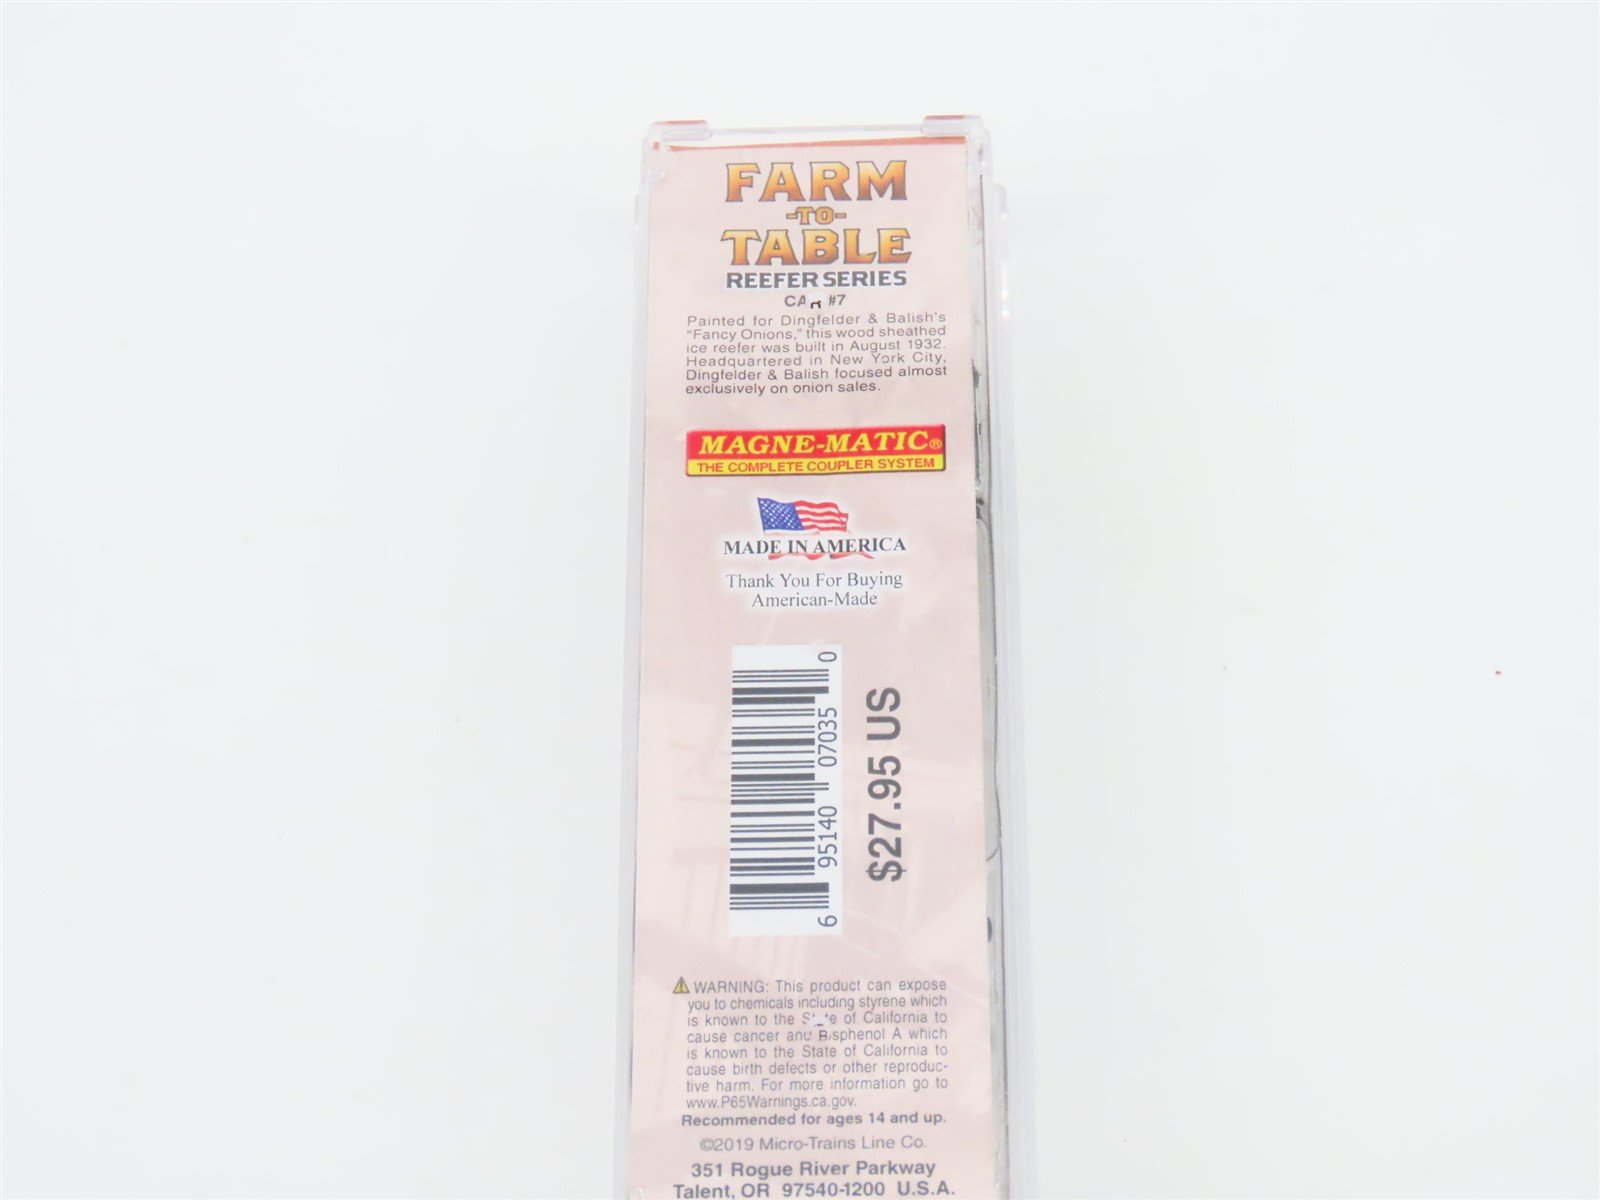 FARM
-TO-
TABLE
REEFER SERIES
CAR #7
Painted for Dingfelder & Balish's
"Fancy Onions," this wood sheathed
ice reefer was built in August 1932.
Headquartered in New York City,
Dingfelder & Balish focused almost
exclusively on onion sales.
MAGNE-MATIC®
THE COMPLETE COUPLER SYSTEM
MADE IN AMERICA
Thank You For Buying
American-Made
6 95140 07035 0
$27.95 US
⚠ WARNING: This product can expose
you to chemicals including styrene which
is known to the State of California to
cause cancer and Bisphenol A which
is known to the State of California to
cause birth defects or other reproduc-
tive harm. For more information go to
www.P65Warnings.ca.gov.
Recommended for ages 14 and up.
©2019 Micro-Trains Line Co.
351 Rogue River Parkway
Talent, OR 97540-1200 U.S.A.